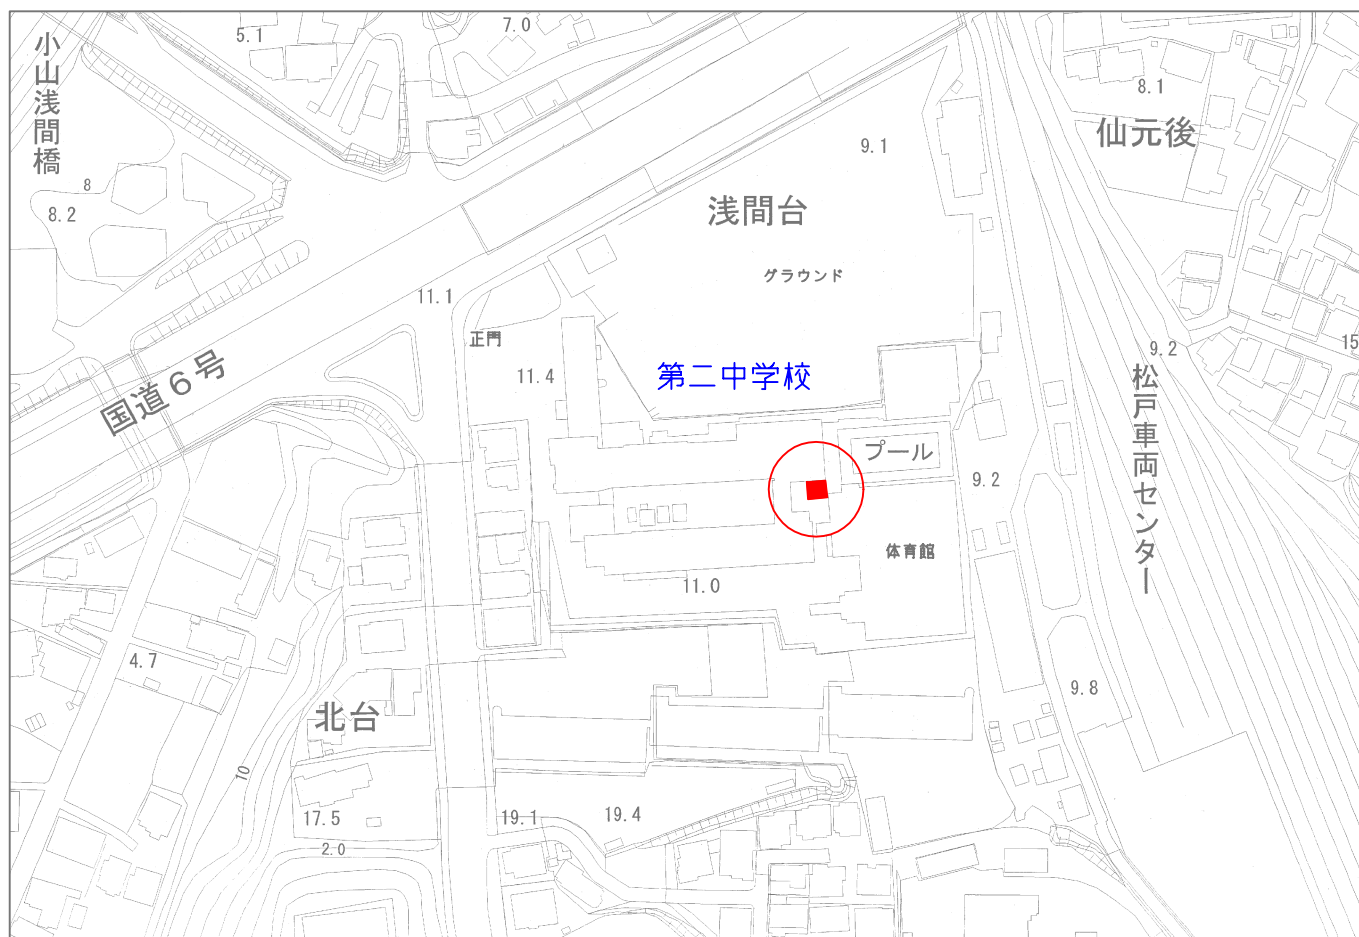 小山浅間橋
5.1
7.0
8.1
仙元後
9.1
8
8.2
浅間台
グラウンド
11.1
正門
国道6号
第二中学校
11.4
9.2
15
松戸車両センター
プール
9.2
体育館
11.0
4.7
9.8
北台
10
17.5
19.1
19.4
2.0